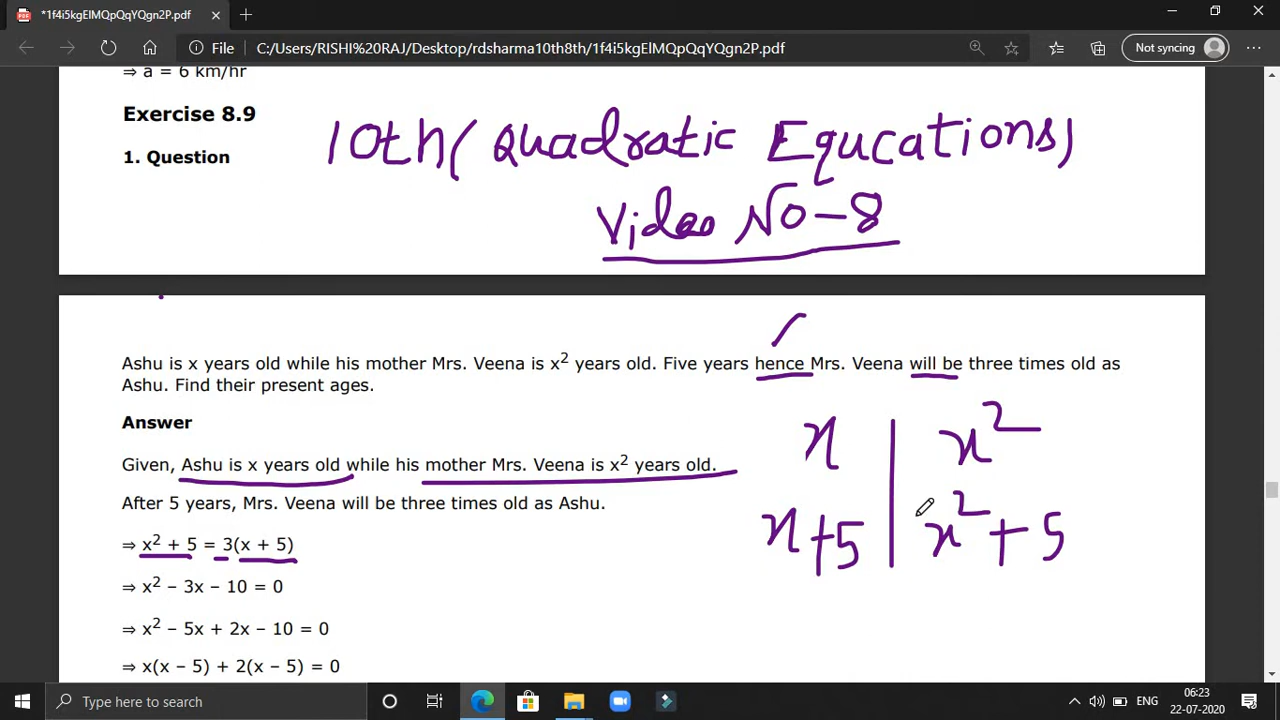 *1f4i5kgElMQpQqYQgn2P.pdf
File C:/Users/RISHI%20RAJ/Desktop/rdsharma10th8th/1f4i5kgElMQpQqYQgn2P.pdf Not syncing
⇒ a = 6 km/hr
Exercise 8.9
10th (Quadratic Equcations)
1. Question
Video No-8
Ashu is x years old while his mother Mrs. Veena is x² years old. Five years hence Mrs. Veena will be three times old as
Ashu. Find their present ages.
Answer
x | x²
Given, Ashu is x years old while his mother Mrs. Veena is x² years old.
After 5 years, Mrs. Veena will be three times old as Ashu.
x+5 | x²+5
⇒ x² + 5 = 3(x + 5)
⇒ x² − 3x − 10 = 0
⇒ x² − 5x + 2x − 10 = 0
⇒ x(x − 5) + 2(x − 5) = 0
Type here to search
ENG
06:23
22-07-2020